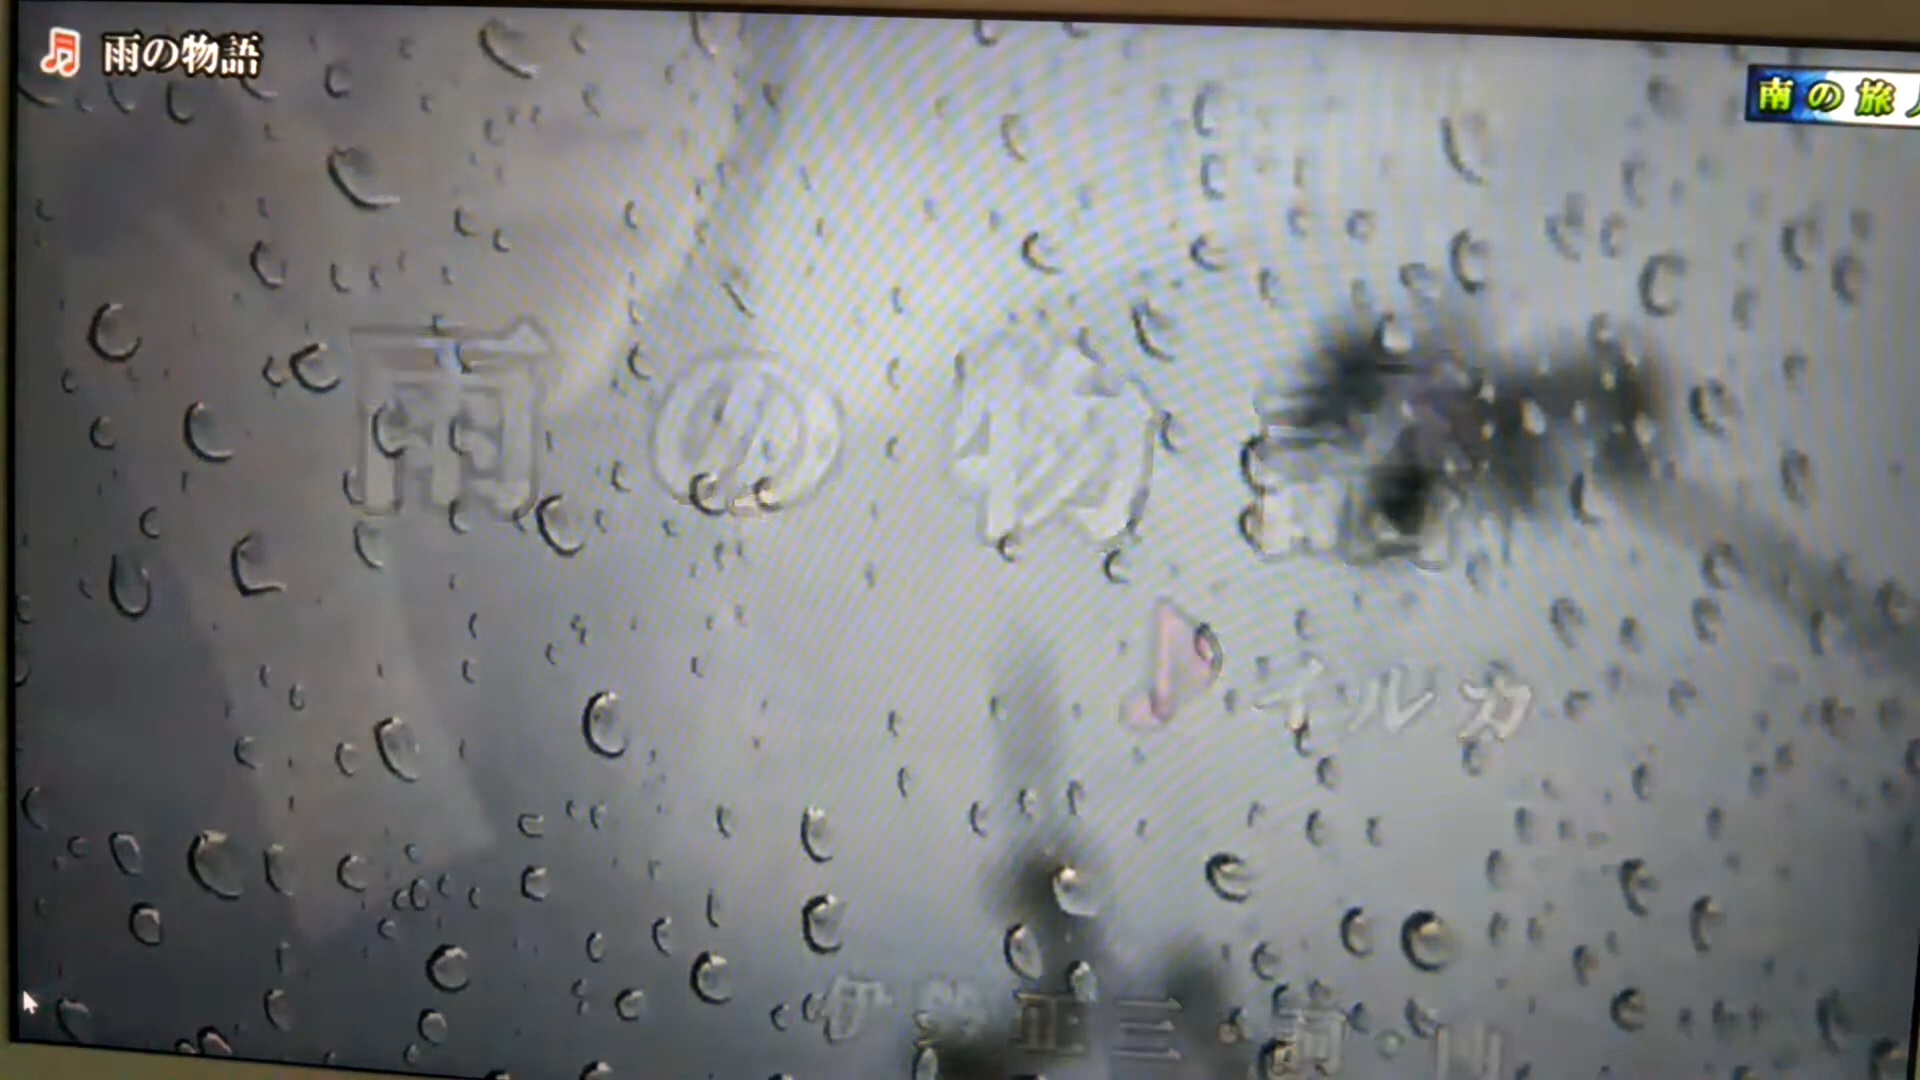 雨の物語
南の旅人
雨の物語
イルカ
伊勢正三・詞・曲